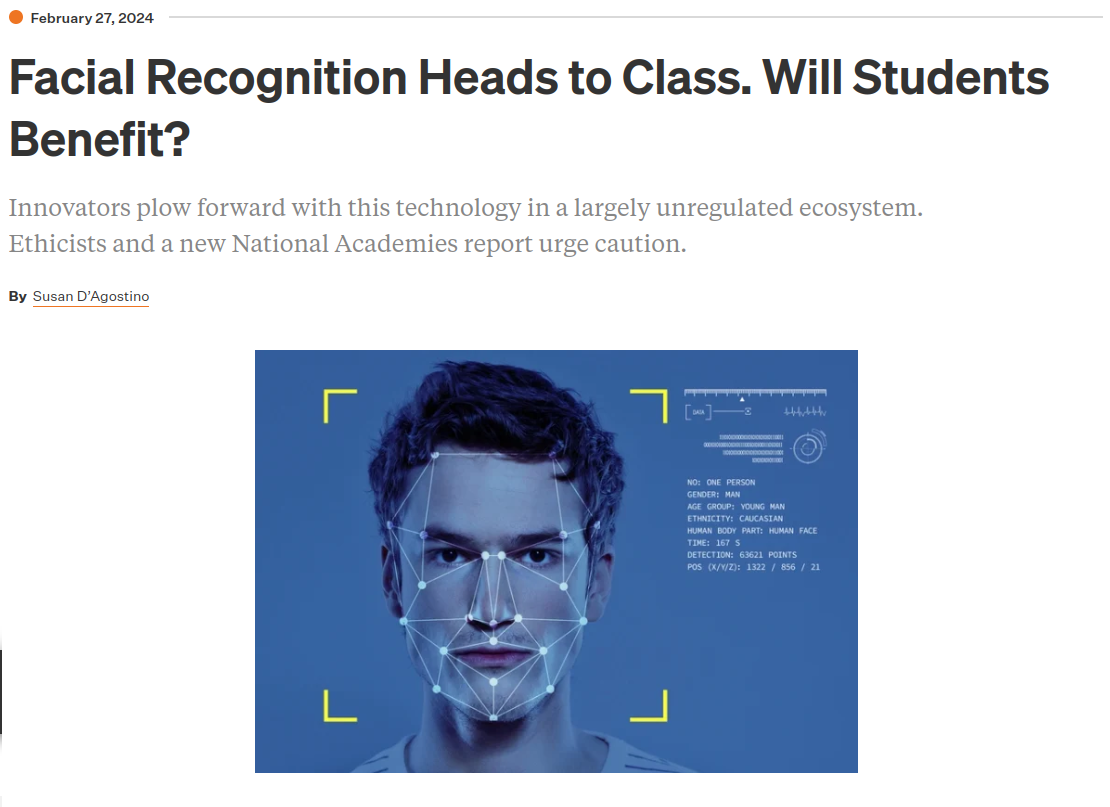 February 27, 2024
Facial Recognition Heads to Class. Will Students
Benefit?
Innovators plow forward with this technology in a largely unregulated ecosystem.
Ethicists and a new National Academies report urge caution.
By Susan D’Agostino
DATA
NO: ONE PERSON
GENDER: MAN
AGE GROUP: YOUNG MAN
ETHNICITY: CAUCASIAN
HUMAN BODY PART: HUMAN FACE
TIME: 167 S
DETECTION: 63621 POINTS
POS (X/Y/Z): 1322 / 856 / 21